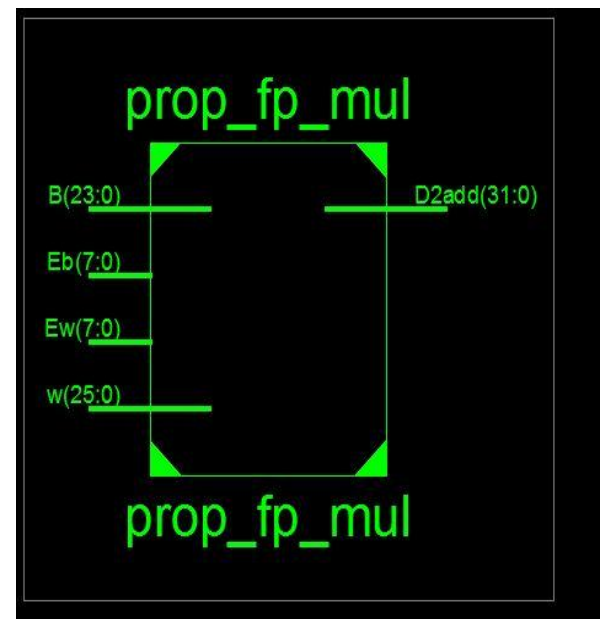 prop_fp_mul
B(23:0)
D2add(31:0)
Eb(7:0)
Ew(7:0)
w(25:0)
prop_fp_mul